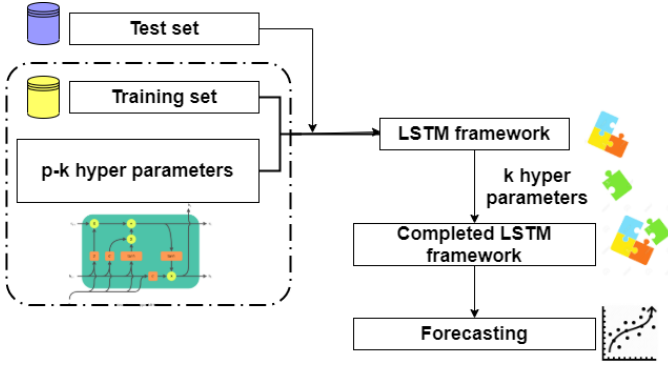 Test set
Training set
p-k hyper parameters
LSTM framework
k hyper
parameters
Completed LSTM
framework
Forecasting